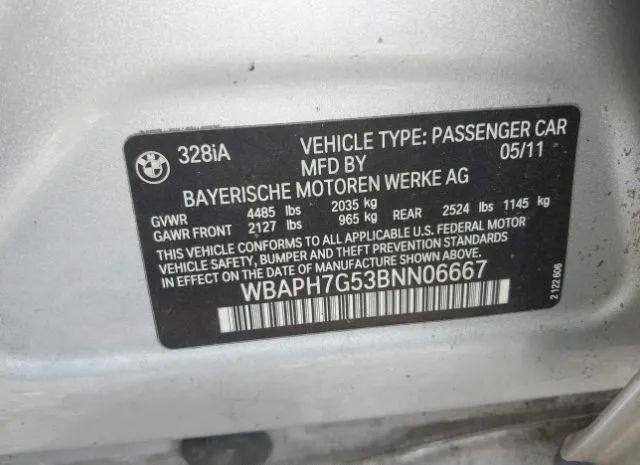 BMW
328iA
VEHICLE TYPE: PASSENGER CAR
MFD BY 05/11
BAYERISCHE MOTOREN WERKE AG
GVWR 4485 lbs 2035 kg
GAWR FRONT 2127 lbs 965 kg REAR 2524 lbs 1145 kg
THIS VEHICLE CONFORMS TO ALL APPLICABLE U.S. FEDERAL MOTOR
VEHICLE SAFETY, BUMPER, AND THEFT PREVENTION STANDARDS
IN EFFECT ON THE DATE OF MANUFACTURE SHOWN ABOVE.
WBAPH7G53BNN06667
2 122 606